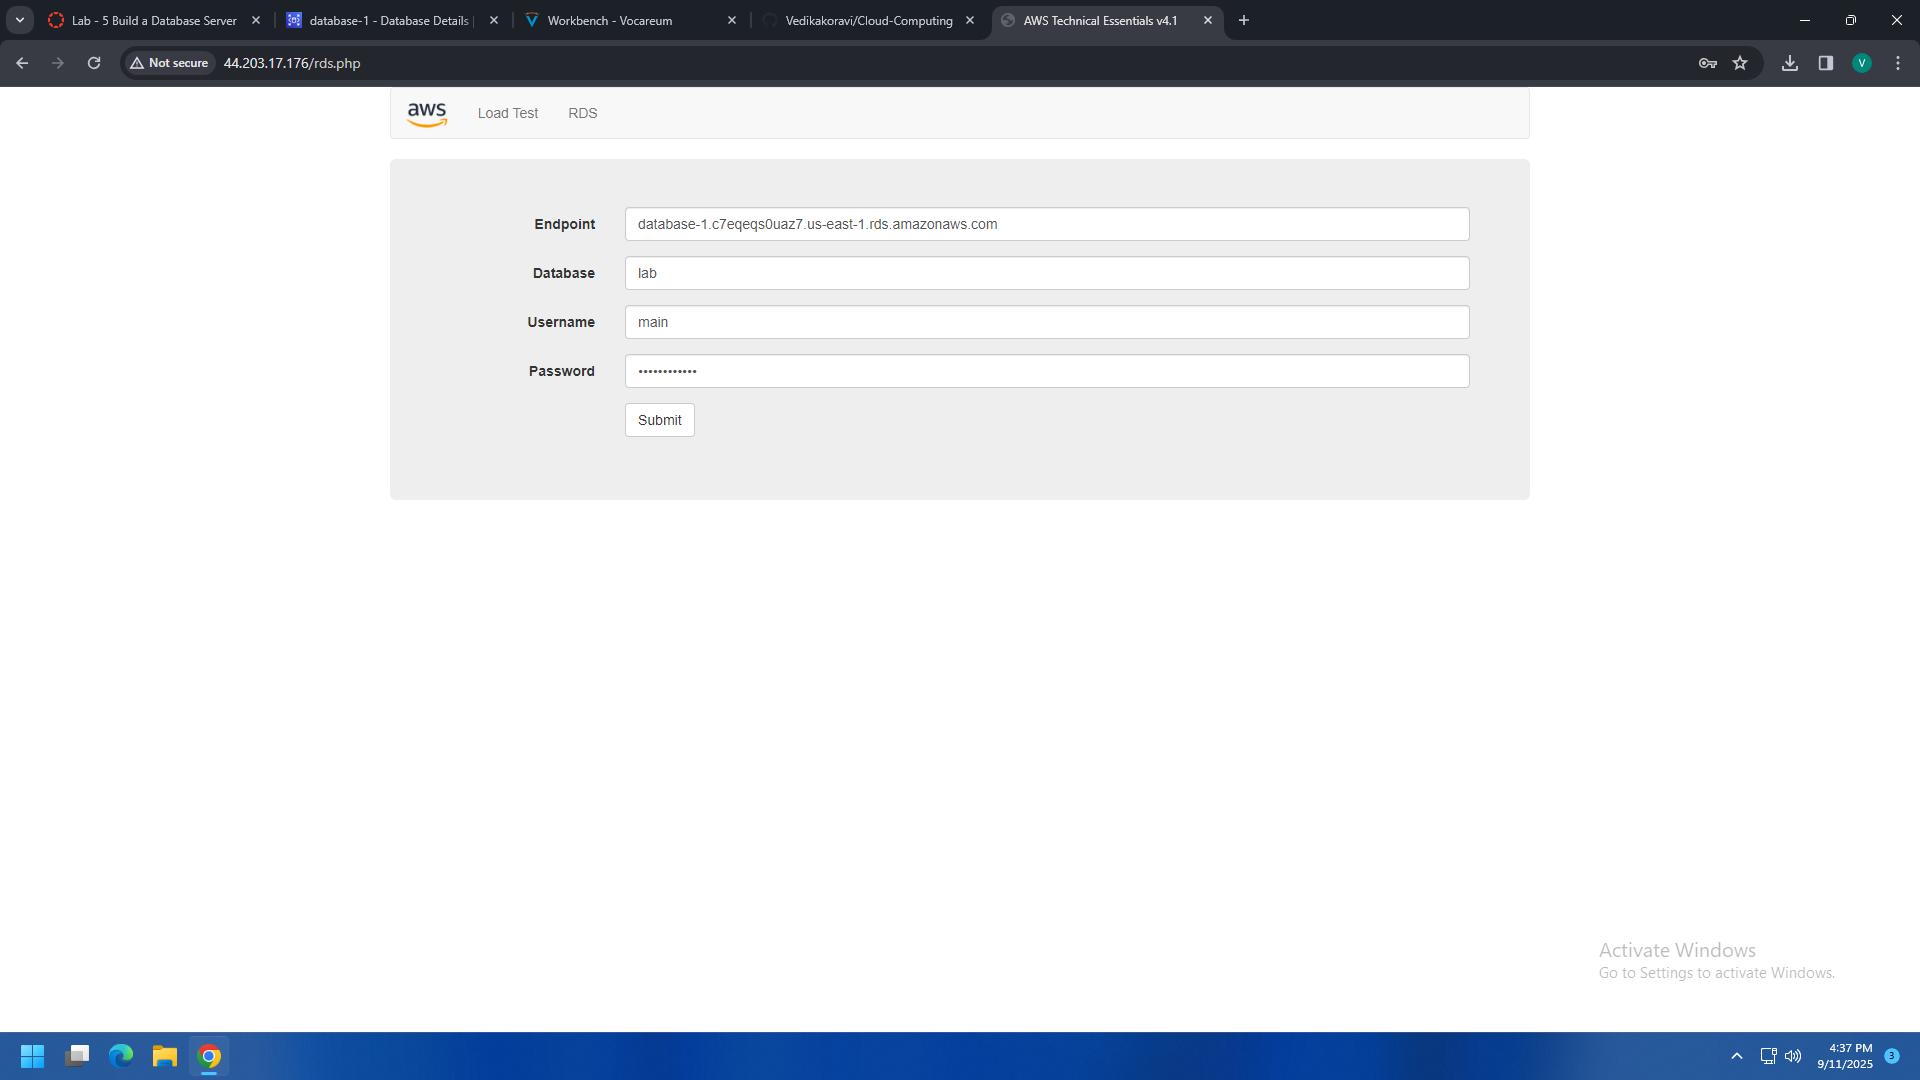 Lab - 5 Build a Database Server
database-1 - Database Details
Workbench - Vocareum
Vedikakoravi/Cloud-Computing
AWS Technical Essentials v4.1
Not secure
44.203.17.176/rds.php
V
aws
Load Test
RDS
Endpoint
database-1.c7eqeqs0uaz7.us-east-1.rds.amazonaws.com
Database
lab
Username
main
Password
••••••••••••
Submit
Activate Windows
Go to Settings to activate Windows.
4:37 PM
9/11/2025
3